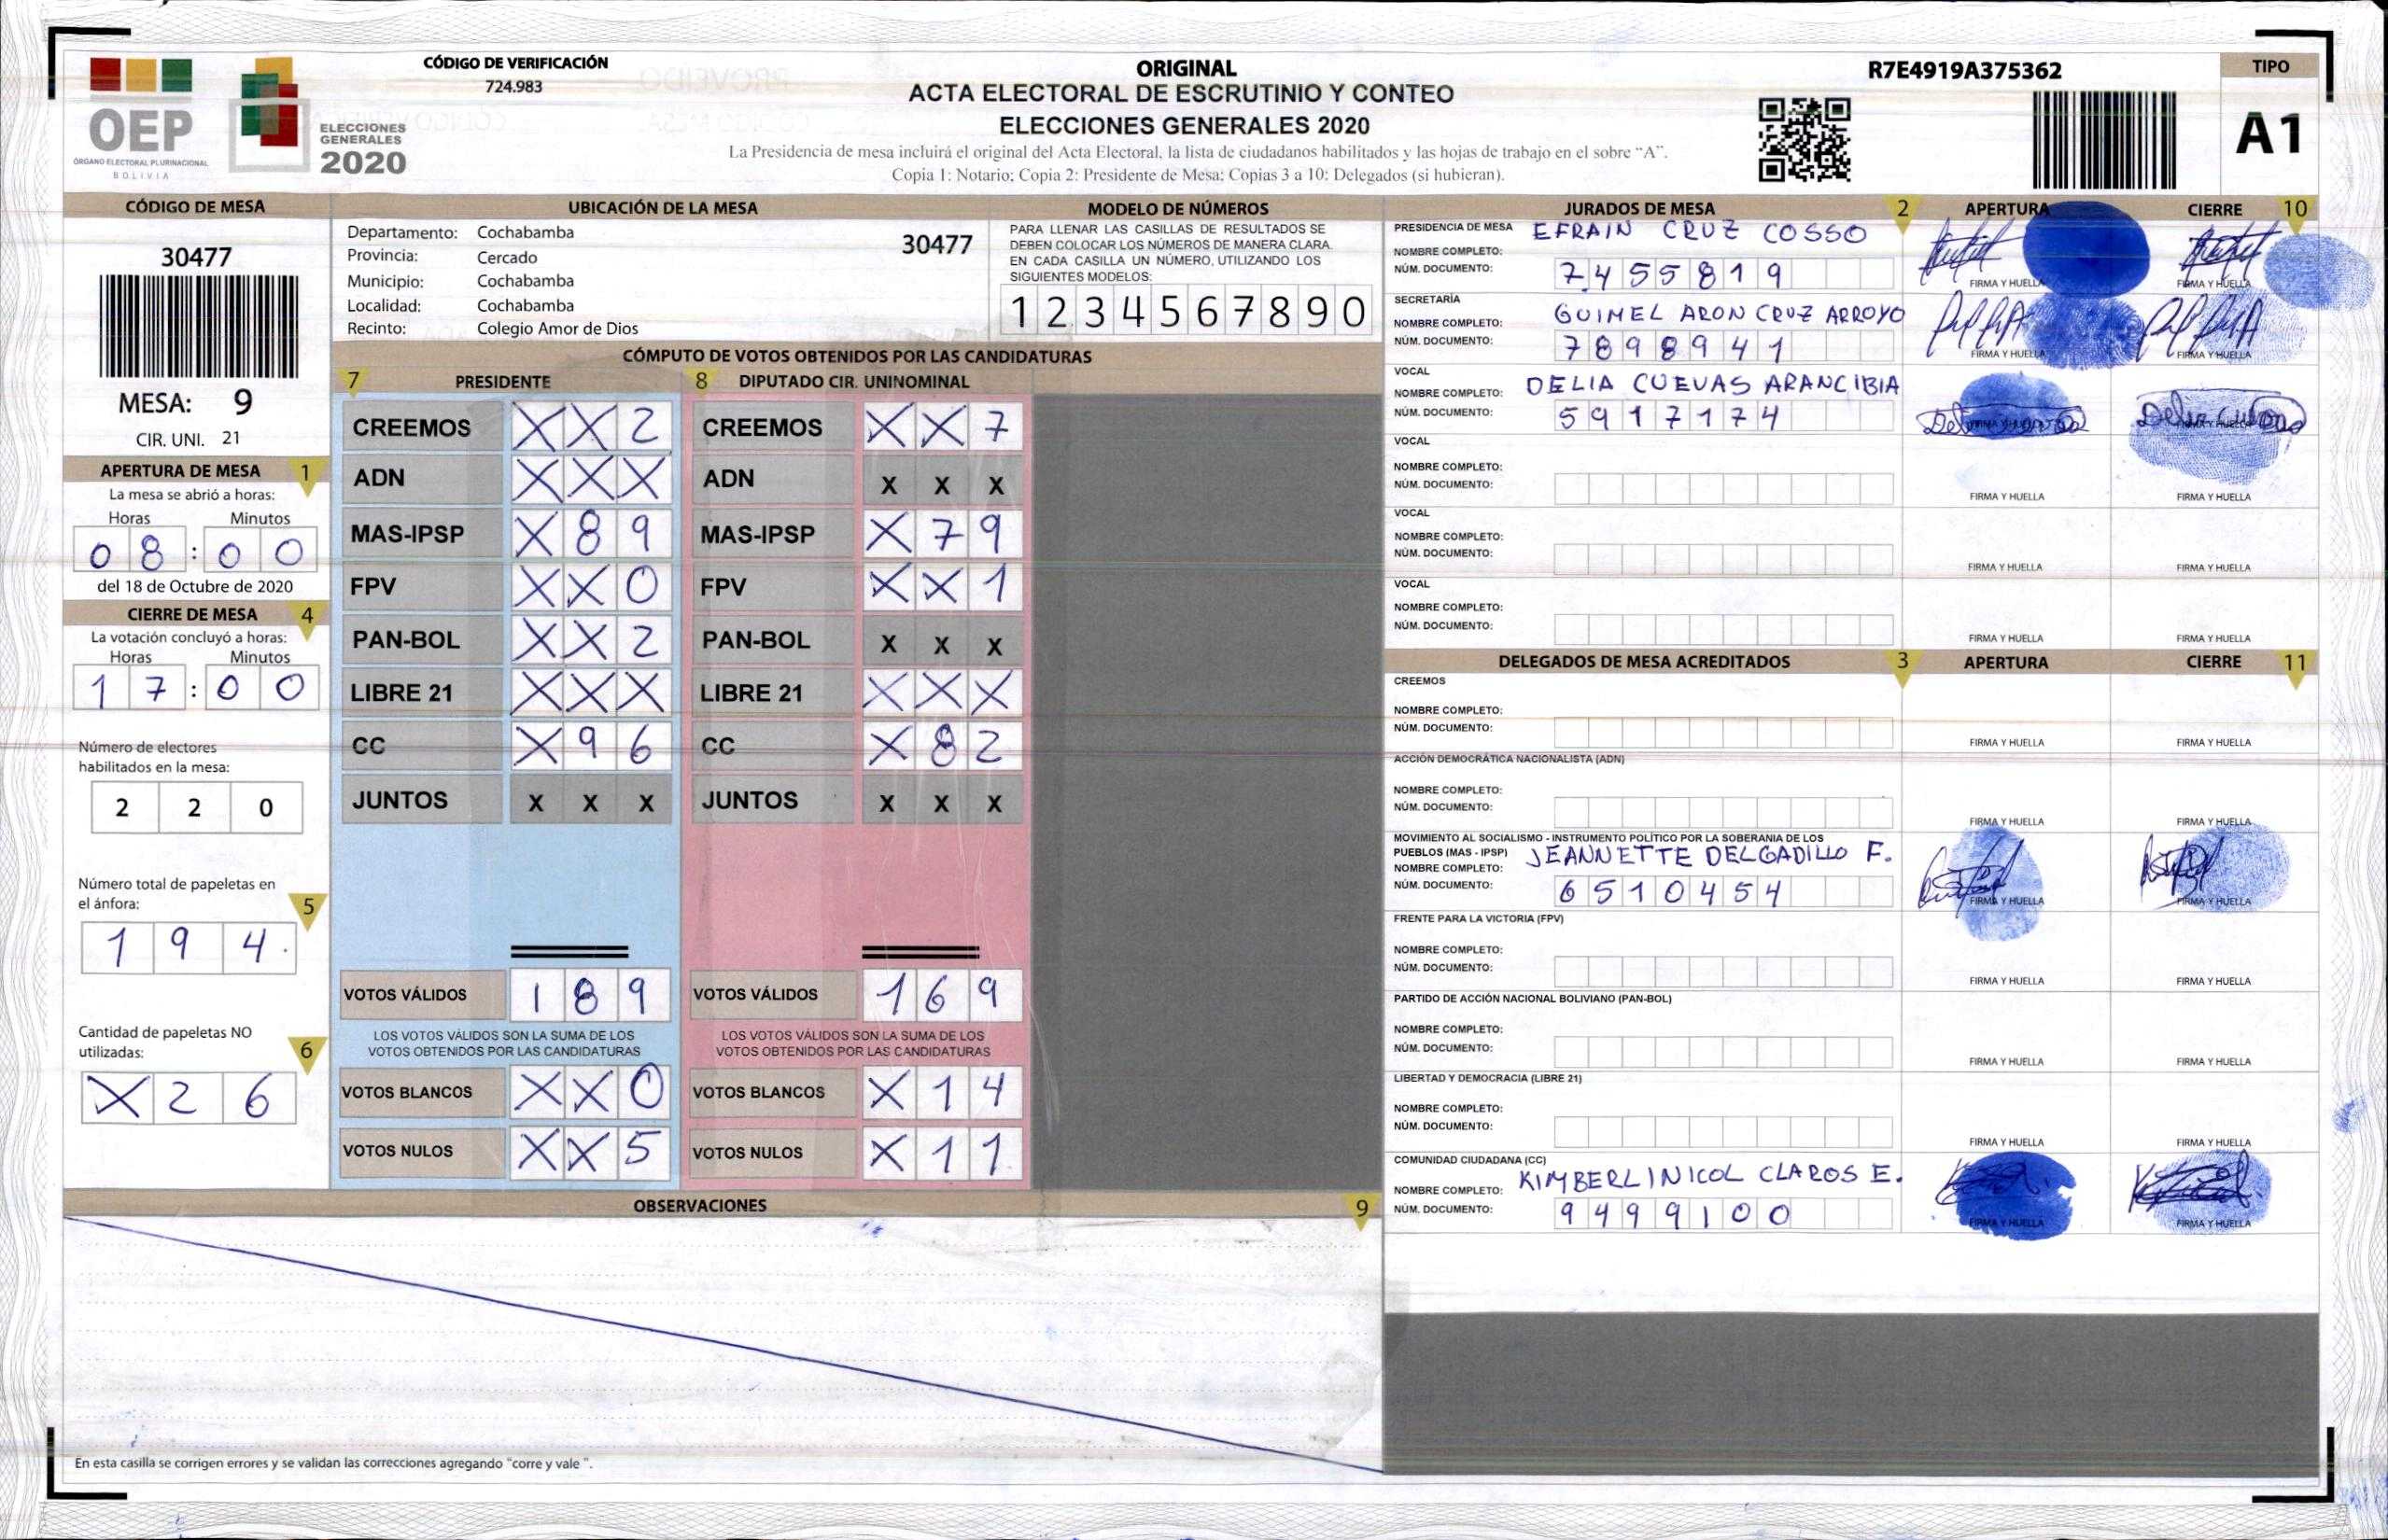 CÓDIGO DE VERIFICACIÓN
724.983
OEP
ÓRGANO ELECTORAL PLURINACIONAL
BOLIVIA
ELECCIONES
GENERALES
2020
ORIGINAL
ACTA ELECTORAL DE ESCRUTINIO Y CONTEO
ELECCIONES GENERALES 2020
La Presidencia de mesa incluirá el original del Acta Electoral, la lista de ciudadanos habilitados y las hojas de trabajo en el sobre “A”.
Copia 1: Notario; Copia 2: Presidente de Mesa; Copias 3 a 10: Delegados (si hubieran).
R7E4919A375362
TIPO
A1
CÓDIGO DE MESA
30477
MESA: 9
CIR. UNI. 21
APERTURA DE MESA 1
La mesa se abrió a horas:
Horas Minutos
08:00
del 18 de Octubre de 2020
CIERRE DE MESA 4
La votación concluyó a horas:
Horas Minutos
17:00
Número de electores
habilitados en la mesa:
2 2 0
Número total de papeletas en
el ánfora: 5
1 9 4
Cantidad de papeletas NO
utilizadas: 6
X 2 6
UBICACIÓN DE LA MESA
Departamento: Cochabamba
30477
Provincia: Cercado
Municipio: Cochabamba
Localidad: Cochabamba
Recinto: Colegio Amor de Dios
MODELO DE NÚMEROS
PARA LLENAR LAS CASILLAS DE RESULTADOS SE
DEBEN COLOCAR LOS NÚMEROS DE MANERA CLARA.
EN CADA CASILLA UN NÚMERO, UTILIZANDO LOS
SIGUIENTES MODELOS:
1 2 3 4 5 6 7 8 9 0
CÓMPUTO DE VOTOS OBTENIDOS POR LAS CANDIDATURAS
7 PRESIDENTE
CREEMOS X X 2
ADN X X X
MAS-IPSP X 8 9
FPV X X 0
PAN-BOL X X 2
LIBRE 21 X X X
CC X 9 6
JUNTOS X X X
VOTOS VÁLIDOS 1 8 9
LOS VOTOS VÁLIDOS SON LA SUMA DE LOS
VOTOS OBTENIDOS POR LAS CANDIDATURAS
VOTOS BLANCOS X X 0
VOTOS NULOS X X 5
8 DIPUTADO CIR. UNINOMINAL
CREEMOS X X 7
ADN X X X
MAS-IPSP X 7 9
FPV X X 1
PAN-BOL X X X
LIBRE 21 X X X
CC X 8 2
JUNTOS X X X
VOTOS VÁLIDOS 1 6 9
LOS VOTOS VÁLIDOS SON LA SUMA DE LOS
VOTOS OBTENIDOS POR LAS CANDIDATURAS
VOTOS BLANCOS X 1 4
VOTOS NULOS X 1 1
OBSERVACIONES 9
En esta casilla se corrigen errores y se validan las correcciones agregando "corre y vale ".
JURADOS DE MESA 2 APERTURA CIERRE 10
PRESIDENCIA DE MESA EFRAIN CRUZ COSSO
NOMBRE COMPLETO:
NÚM. DOCUMENTO: 7455819
FIRMA Y HUELLA FIRMA Y HUELLA
SECRETARÍA
NOMBRE COMPLETO: GUIMEL ARON CRUZ ARROYO
NÚM. DOCUMENTO: 7898941
FIRMA Y HUELLA FIRMA Y HUELLA
VOCAL
NOMBRE COMPLETO: DELIA CUEVAS ARANCIBIA
NÚM. DOCUMENTO: 5917174
FIRMA Y HUELLA FIRMA Y HUELLA
VOCAL
NOMBRE COMPLETO:
NÚM. DOCUMENTO:
FIRMA Y HUELLA FIRMA Y HUELLA
VOCAL
NOMBRE COMPLETO:
NÚM. DOCUMENTO:
FIRMA Y HUELLA FIRMA Y HUELLA
VOCAL
NOMBRE COMPLETO:
NÚM. DOCUMENTO:
FIRMA Y HUELLA FIRMA Y HUELLA
DELEGADOS DE MESA ACREDITADOS 3 APERTURA CIERRE 11
CREEMOS
NOMBRE COMPLETO:
NÚM. DOCUMENTO:
FIRMA Y HUELLA FIRMA Y HUELLA
ACCIÓN DEMOCRÁTICA NACIONALISTA (ADN)
NOMBRE COMPLETO:
NÚM. DOCUMENTO:
FIRMA Y HUELLA FIRMA Y HUELLA
MOVIMIENTO AL SOCIALISMO - INSTRUMENTO POLÍTICO POR LA SOBERANIA DE LOS
PUEBLOS (MAS - IPSP) JEANNETTE DELGADILLO F.
NOMBRE COMPLETO:
NÚM. DOCUMENTO: 6510454
FIRMA Y HUELLA FIRMA Y HUELLA
FRENTE PARA LA VICTORIA (FPV)
NOMBRE COMPLETO:
NÚM. DOCUMENTO:
FIRMA Y HUELLA FIRMA Y HUELLA
PARTIDO DE ACCIÓN NACIONAL BOLIVIANO (PAN-BOL)
NOMBRE COMPLETO:
NÚM. DOCUMENTO:
FIRMA Y HUELLA FIRMA Y HUELLA
LIBERTAD Y DEMOCRACIA (LIBRE 21)
NOMBRE COMPLETO:
NÚM. DOCUMENTO:
FIRMA Y HUELLA FIRMA Y HUELLA
COMUNIDAD CIUDADANA (CC)
NOMBRE COMPLETO: KIMBERLI NICOL CLAROS E.
NÚM. DOCUMENTO: 9499100
FIRMA Y HUELLA FIRMA Y HUELLA